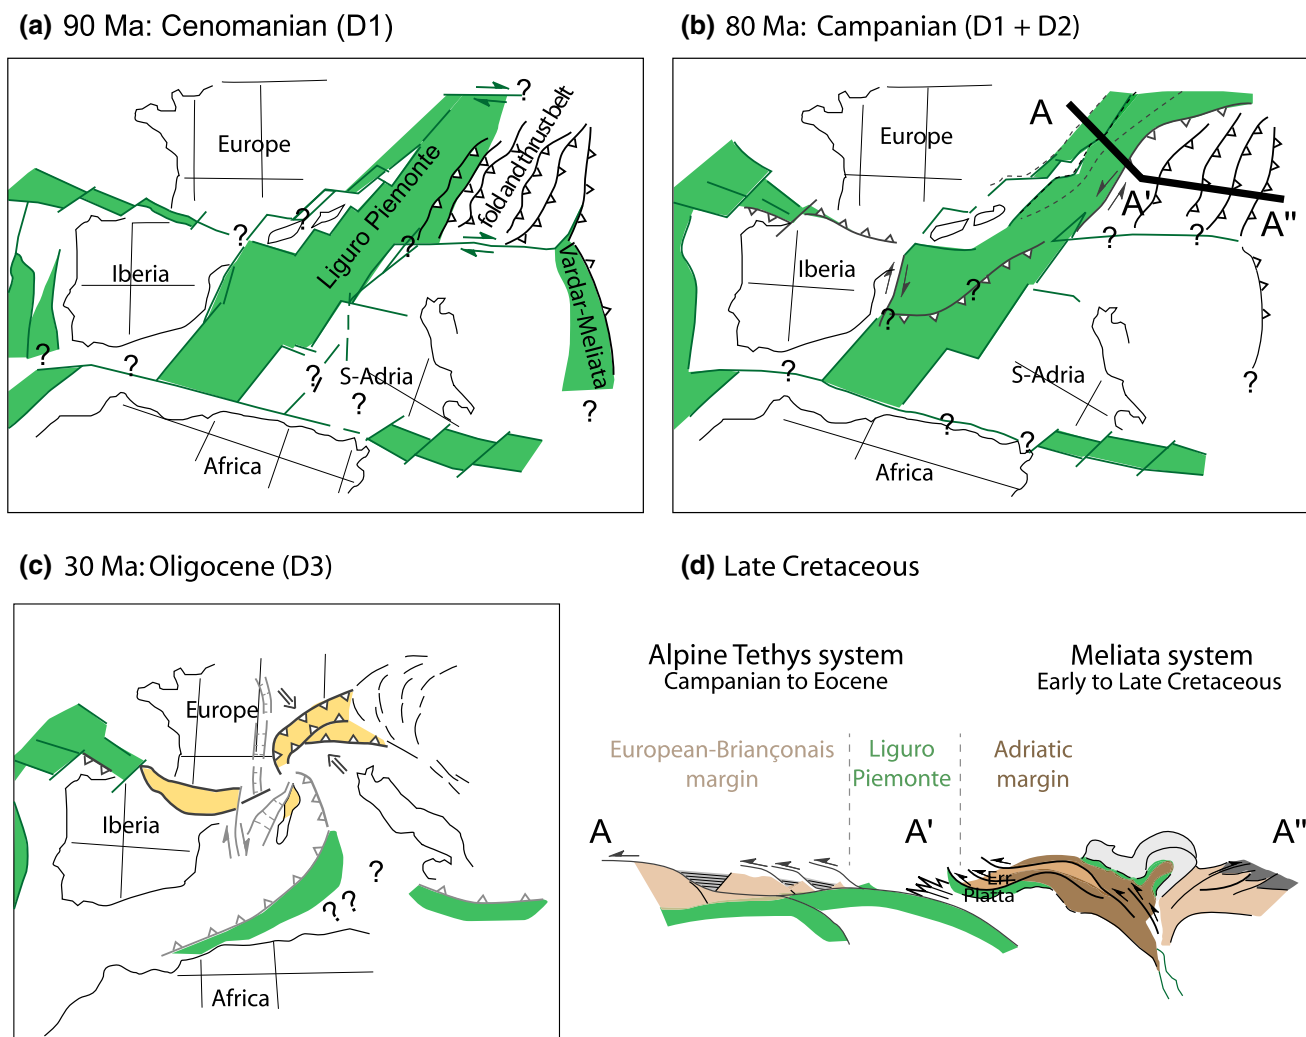 (a) 90 Ma: Cenomanian (D1)
?
Europe
fold and thrust belt
Liguro Piemonte
?
?
?
Iberia
Vardar-Meliata
?
?
?
S-Adria
?
?
Africa
(b) 80 Ma: Campanian (D1 + D2)
A
Europe
A'
A"
?
?
Iberia
?
?
?
S-Adria
?
?
?
Africa
(c) 30 Ma: Oligocene (D3)
Europe
Iberia
?
??
Africa
(d) Late Cretaceous
Alpine Tethys system
Campanian to Eocene
Meliata system
Early to Late Cretaceous
European-Briançonais
margin
Liguro
Piemonte
Adriatic
margin
A
A'
A"
Err
Platta